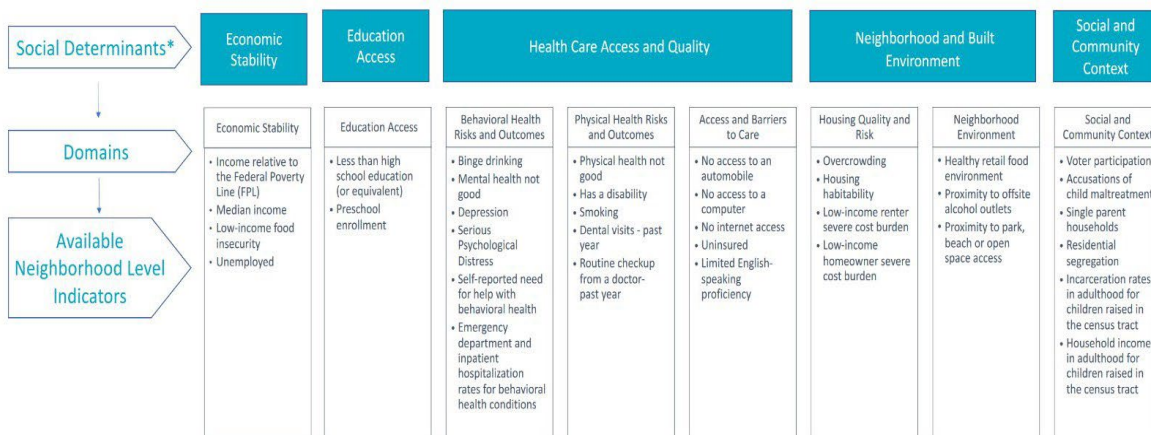 Social Determinants*
Economic
Stability
Education
Access
Health Care Access and Quality
Neighborhood and Built
Environment
Social and
Community
Context
Domains
Economic Stability
• Income relative to
the Federal Poverty
Line (FPL)
• Median income
• Low-income food
insecurity
• Unemployed
Education Access
• Less than high
school education
(or equivalent)
• Preschool
enrollment
Behavioral Health
Risks and Outcomes
• Binge drinking
• Mental health not
good
• Depression
• Serious
Psychological
Distress
• Self-reported need
for help with
behavioral health
• Emergency
department and
inpatient
hospitalization
rates for behavioral
health conditions
Physical Health Risks
and Outcomes
• Physical health not
good
• Has a disability
• Smoking
• Dental visits - past
year
• Routine checkup
from a doctor-
past year
Access and Barriers
to Care
• No access to an
automobile
• No access to a
computer
• No internet access
• Uninsured
• Limited English-
speaking
proficiency
Housing Quality and
Risk
• Overcrowding
• Housing
habitability
• Low-income renter
severe cost burden
• Low-income
homeowner severe
cost burden
Neighborhood
Environment
• Healthy retail food
environment
• Proximity to offsite
alcohol outlets
• Proximity to park,
beach or open
space access
Social and
Community Context
• Voter participation
• Accusations of
child maltreatment
• Single parent
households
• Residential
segregation
• Incarceration rates
in adulthood for
children raised in
the census tract
• Household income
in adulthood for
children raised in
the census tract
Available
Neighborhood Level
Indicators